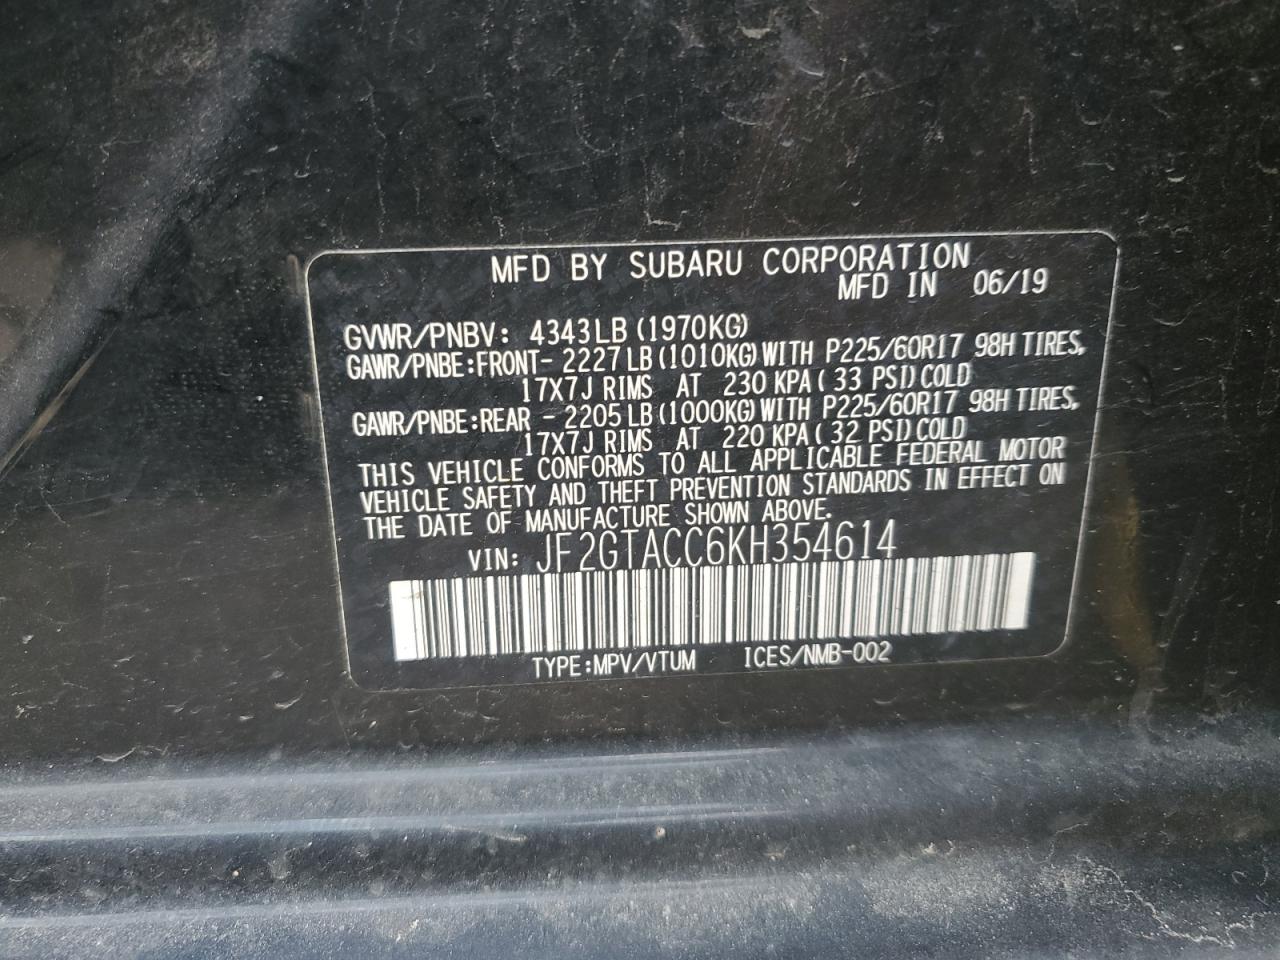 MFD BY SUBARU CORPORATION
MFD IN 06/19
GVWR/PNBV: 4343LB (1970KG)
GAWR/PNBE:FRONT- 2227LB (1010KG) WITH P225/60R17 98H TIRES,
17X7J RIMS AT 230 KPA ( 33 PSI) COLD
GAWR/PNBE:REAR - 2205LB (1000KG) WITH P225/60R17 98H TIRES,
17X7J RIMS AT 220 KPA ( 32 PSI) COLD
THIS VEHICLE CONFORMS TO ALL APPLICABLE FEDERAL MOTOR
VEHICLE SAFETY AND THEFT PREVENTION STANDARDS IN EFFECT ON
THE DATE OF MANUFACTURE SHOWN ABOVE.
VIN: JF2GTACC6KH354614
TYPE:MPV/VTUM ICES/NMB-002